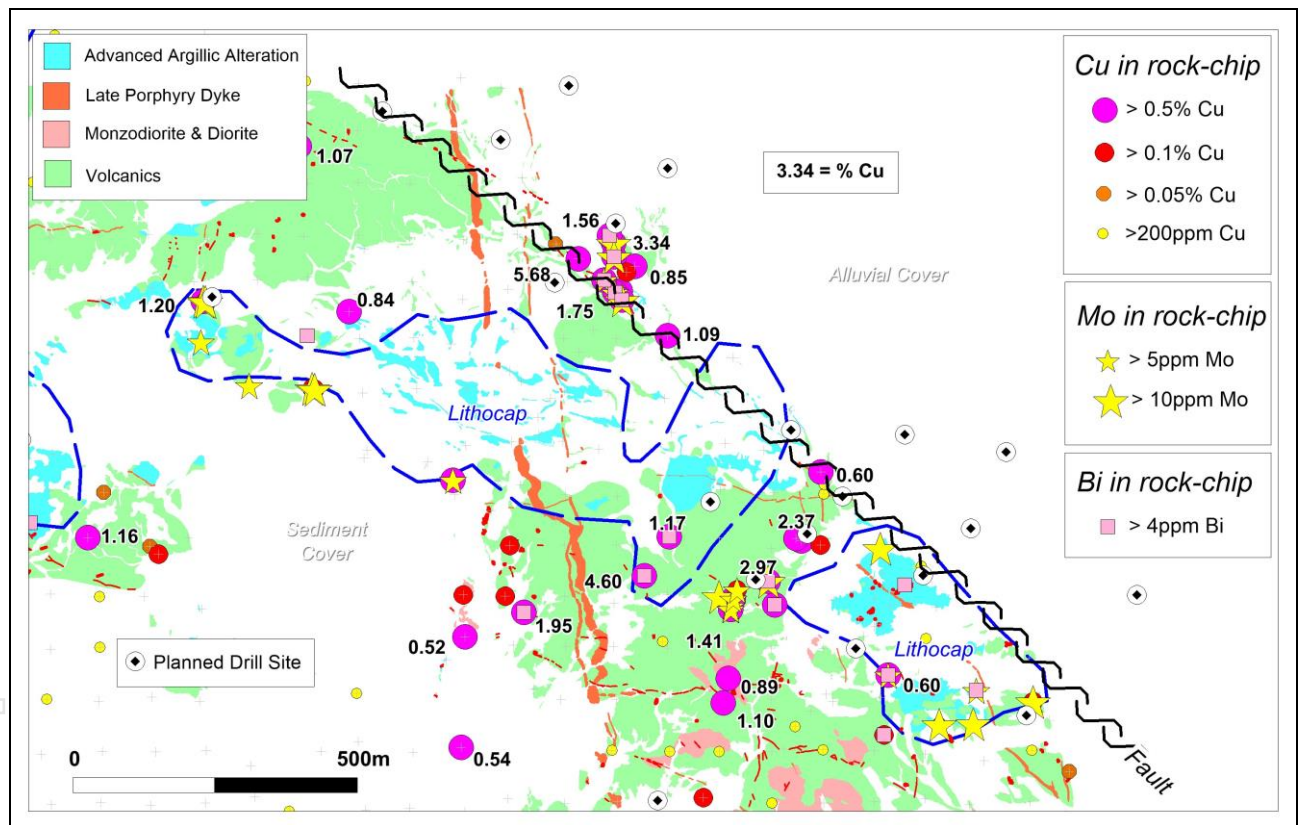 Advanced Argillic Alteration
Late Porphyry Dyke
Monzodiorite & Diorite
Volcanics
Cu in rock-chip
> 0.5% Cu
> 0.1% Cu
> 0.05% Cu
>200ppm Cu
Mo in rock-chip
> 5ppm Mo
> 10ppm Mo
Bi in rock-chip
> 4ppm Bi
3.34 = % Cu
1.07
1.56
3.34
5.68
0.85
Alluvial Cover
1.20
0.84
1.75
1.09
Lithocap
0.60
Sediment
Cover
1.16
1.17
2.37
4.60
2.97
1.95
0.52
1.41
Lithocap
Planned Drill Site
0.89
0.60
1.10
0.54
0
500m
Fault